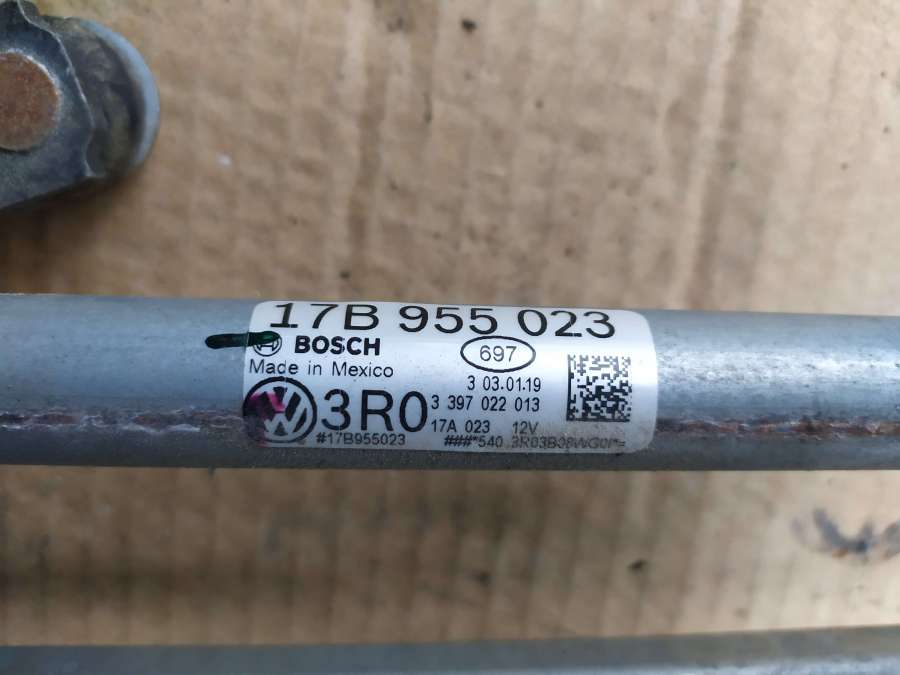 17B 955 023
BOSCH
697
Made in Mexico
3 03.01.19
3R0
3 397 022 013
17A 023 12V
#17B955023